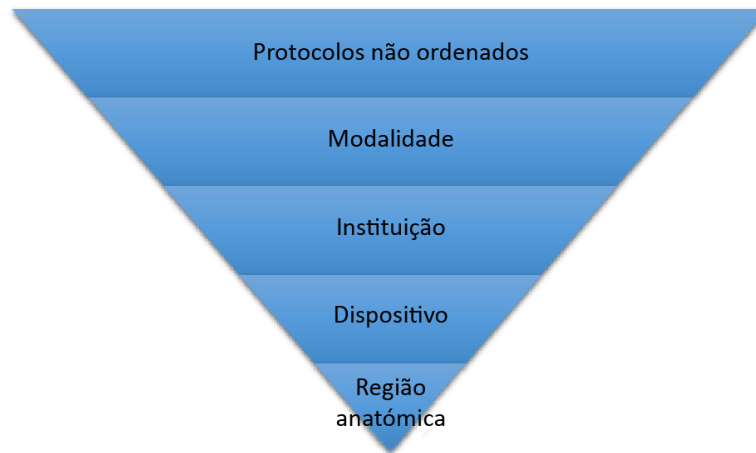 Protocolos não ordenados
Modalidade
Instituição
Dispositivo
Região
anatómica